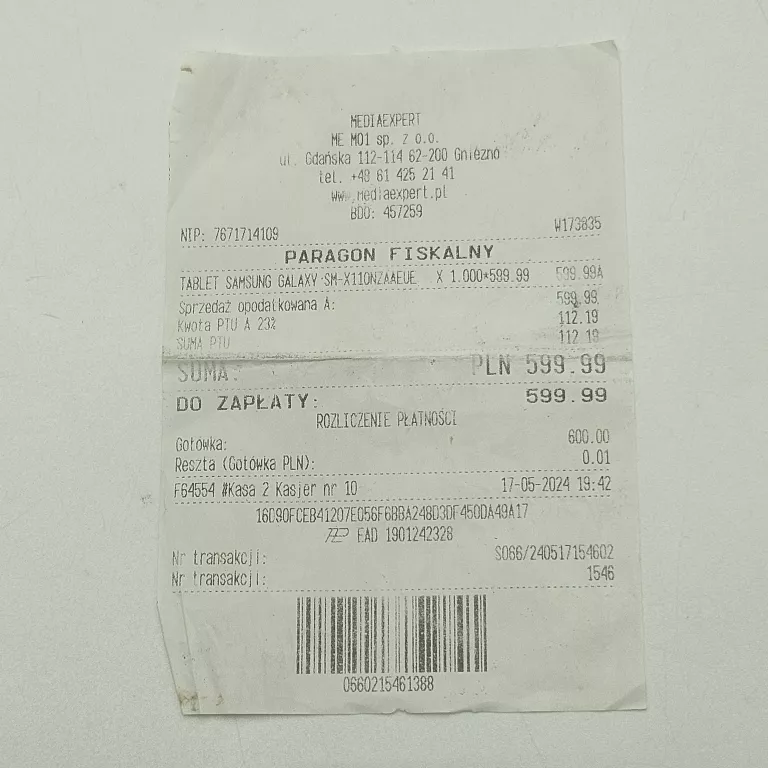 MEDIAEXPERT
ME M01 sp. z o.o.
ul. Gdańska 112-114 62-200 Gniezno
tel. +48 61 425 21 41
www.mediaexpert.pl
BDO: 457259
NIP: 7671714109 W173835
PARAGON FISKALNY
TABLET SAMSUNG GALAXY SM-X110NZAAEUE X 1.000*599.99 599.99A
Sprzedaż opodatkowana A: 599.99
Kwota PTU A 23% 112.19
SUMA PTU 112.19
SUMA: PLN 599.99
DO ZAPŁATY: 599.99
ROZLICZENIE PŁATNOŚCI
Gotówka: 600.00
Reszta (Gotówka PLN): 0.01
F64554 #Kasa 2 Kasjer nr 10 17-05-2024 19:42
EAD 1901242328
Nr transakcji: S066/240517154602
Nr transakcji: 1546
0660215461388